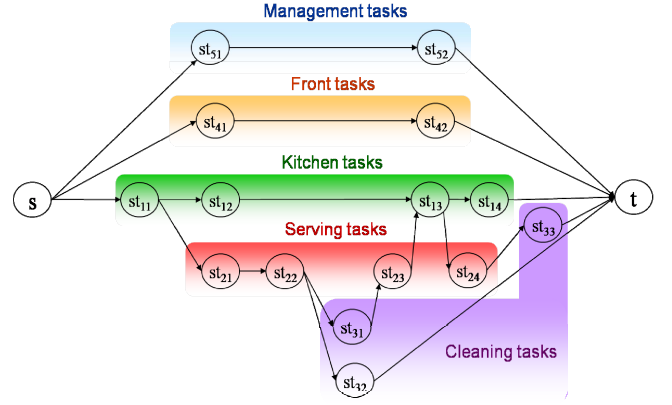 Management tasks
st51 st52
Front tasks
st41 st42
Kitchen tasks
s st11 st12 st13 st14 t
Serving tasks
st33
st21 st22 st23 st24
st31
Cleaning tasks
st32